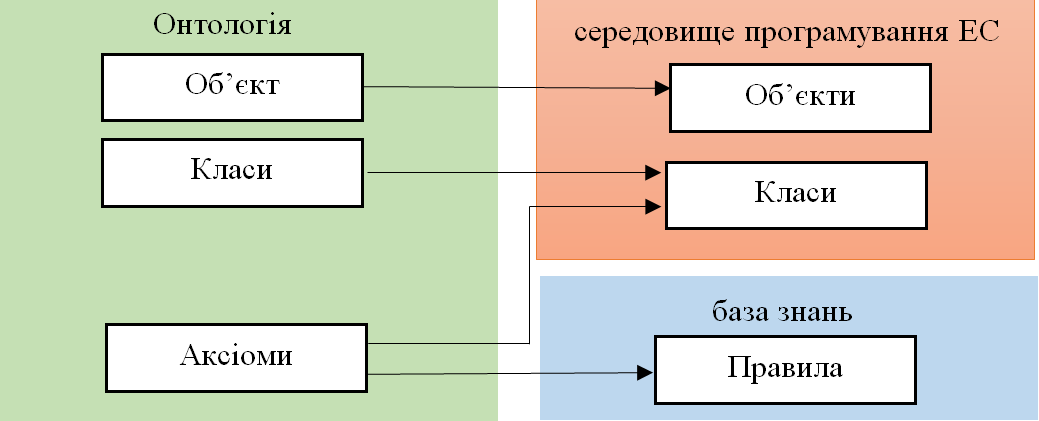 Онтологія
Об’єкт
Класи
Аксіоми
середовище програмування ЕС
Об’єкти
Класи
база знань
Правила